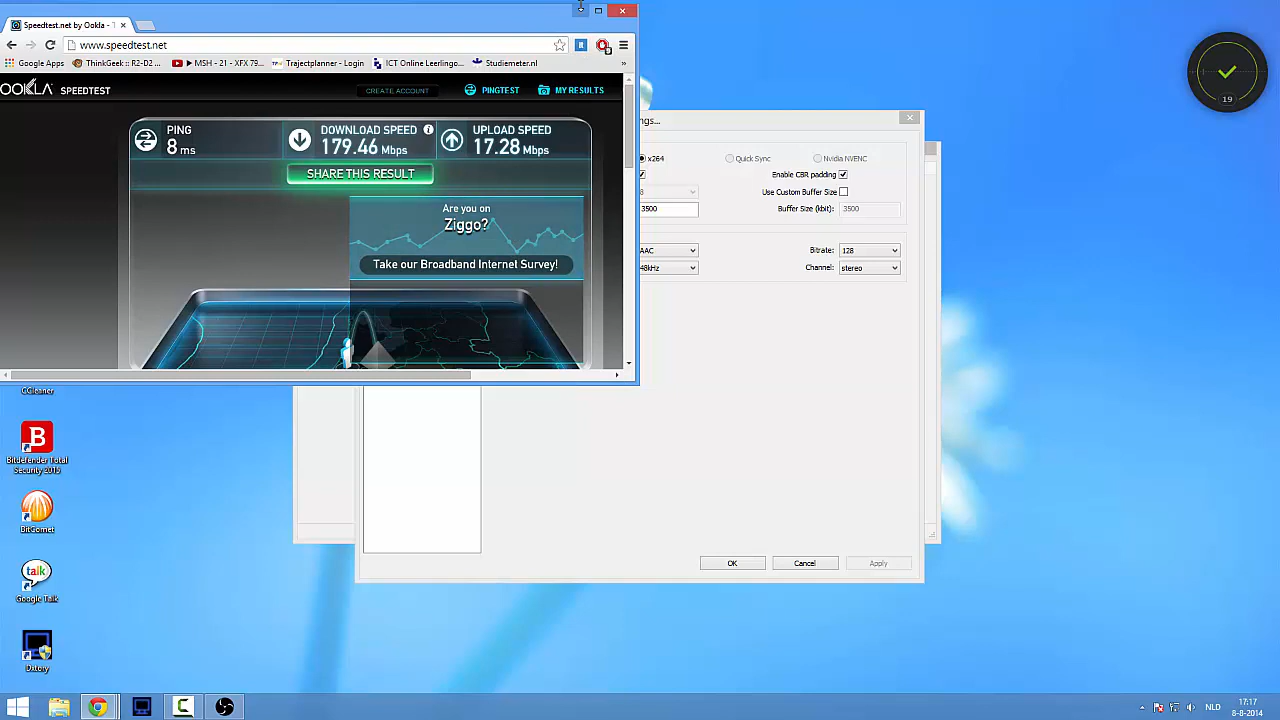 Speedtest.net by Ookla - T
www.speedtest.net
Google Apps
ThinkGeek :: R2-D2 ...
MSH - 21 - XFX 79...
Trajectplanner - Login
ICT Online Leerlingo...
Studiemeter.nl
»
OOKLA SPEEDTEST
CREATE ACCOUNT
PINGTEST
MY RESULTS
PING
8 ms
DOWNLOAD SPEED
179.46 Mbps
UPLOAD SPEED
17.28 Mbps
SHARE THIS RESULT
Are you on
Ziggo?
Take our Broadband Internet Survey!
ngs...
x264
Quick Sync
Nvidia NVENC
Enable CBR padding
Use Custom Buffer Size
3500
Buffer Size (kbit):
3500
AAC
Bitrate:
128
48kHz
Channel:
stereo
OK
Cancel
Apply
19
CCleaner
Bitdefender Total
Security 2015
BitComet
talk
Google Talk
Dxtory
NLD
17:17
8-8-2014